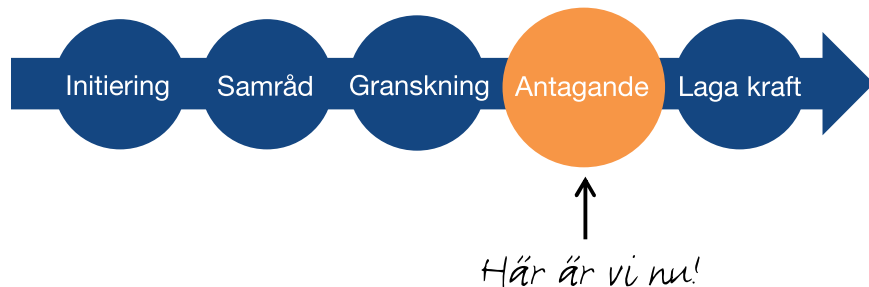 Initiering Samråd Granskning Antagande Laga kraft
Här är vi nu!